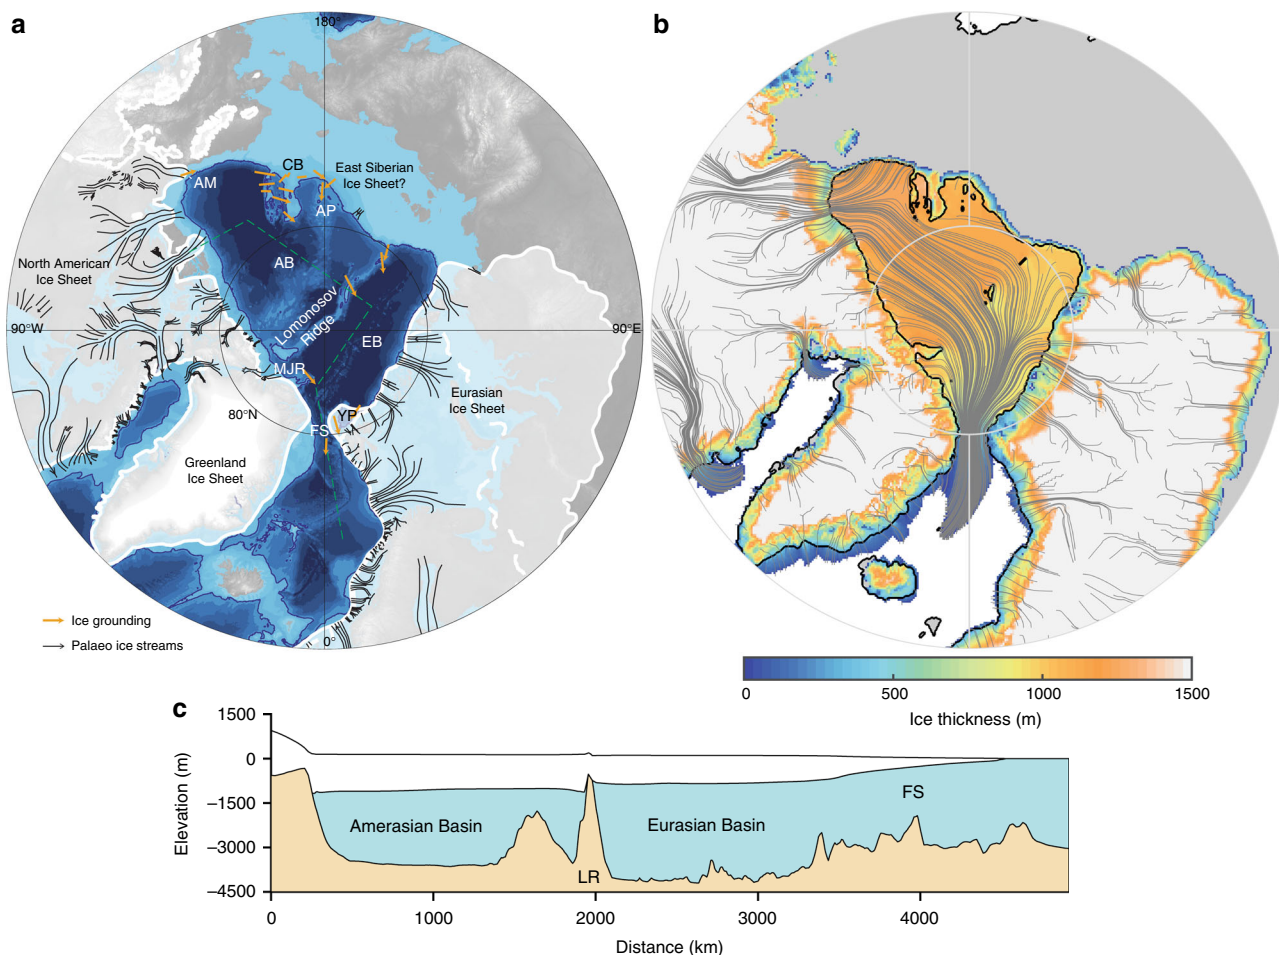 a
180°
CB
East Siberian
Ice Sheet?
AM
AP
North American
Ice Sheet
AB
Lomonosov
Ridge
90°W
90°E
EB
MJR
Eurasian
Ice Sheet
80°N
YP
FS
Greenland
Ice Sheet
Ice grounding
Palaeo ice streams
0°
b
0
500
1000
1500
Ice thickness (m)
c
1500
0
−1500
−3000
−4500
Elevation (m)
Amerasian Basin
Eurasian Basin
FS
LR
0
1000
2000
3000
4000
Distance (km)